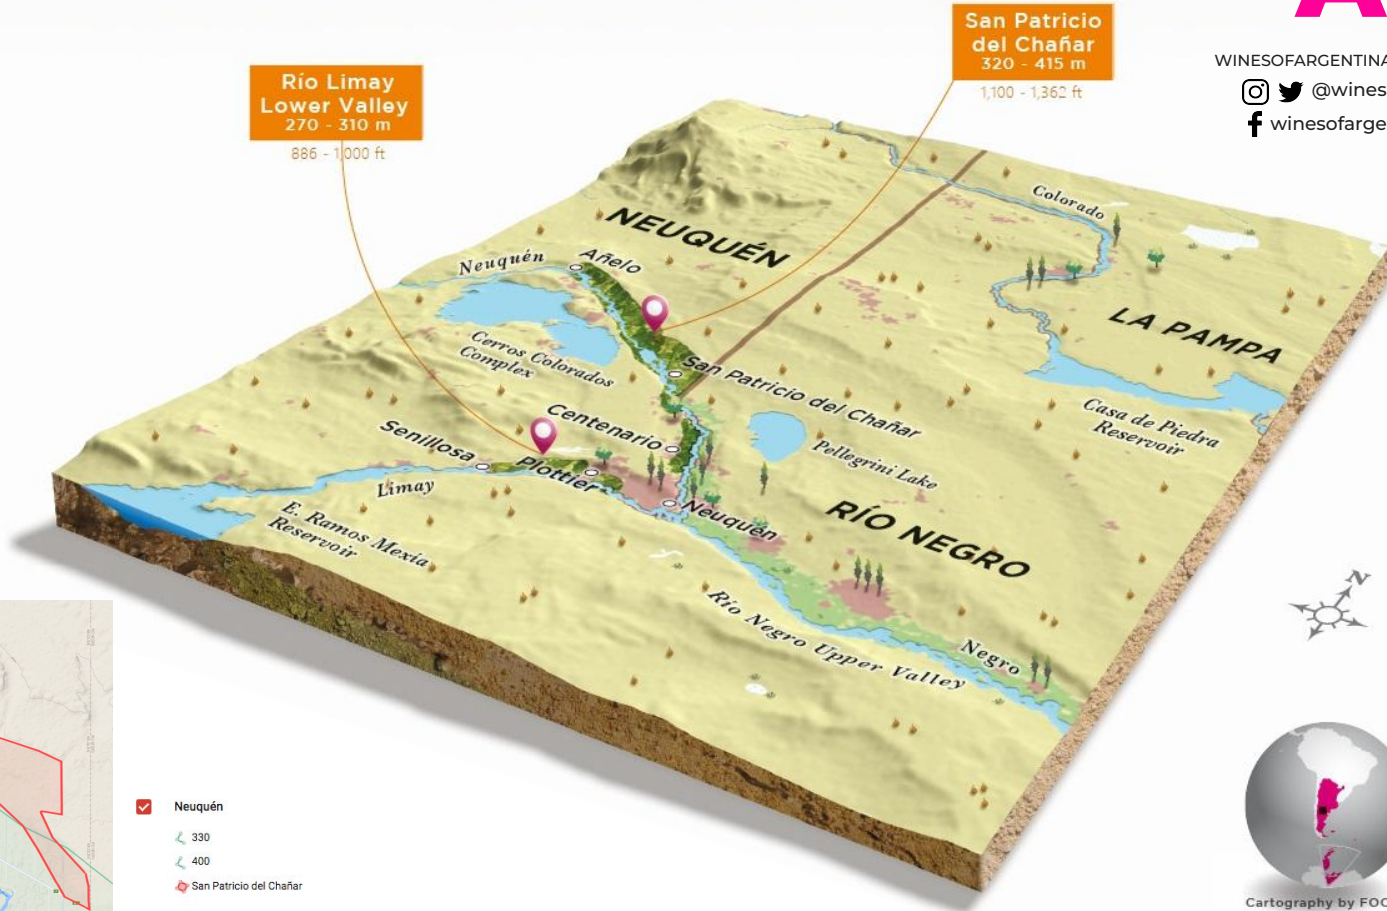 WINESOFARGENTINA
@wines
winesofarge
San Patricio
del Chañar
320 - 415 m
1,100 - 1,362 ft
Río Limay
Lower Valley
270 - 310 m
886 - 1,000 ft
Colorado
NEUQUÉN
Neuquén
Añelo
LA PAMPA
Cerros Colorados
Complex
San Patricio del Chañar
Casa de Piedra
Reservoir
Centenario
Pellegrini Lake
Senillosa
Plottier
Limay
Neuquén
RÍO NEGRO
E. Ramos Mexía
Reservoir
Río Negro Upper Valley
Negro
N
Neuquén
330
400
San Patricio del Chañar
Cartography by FOC